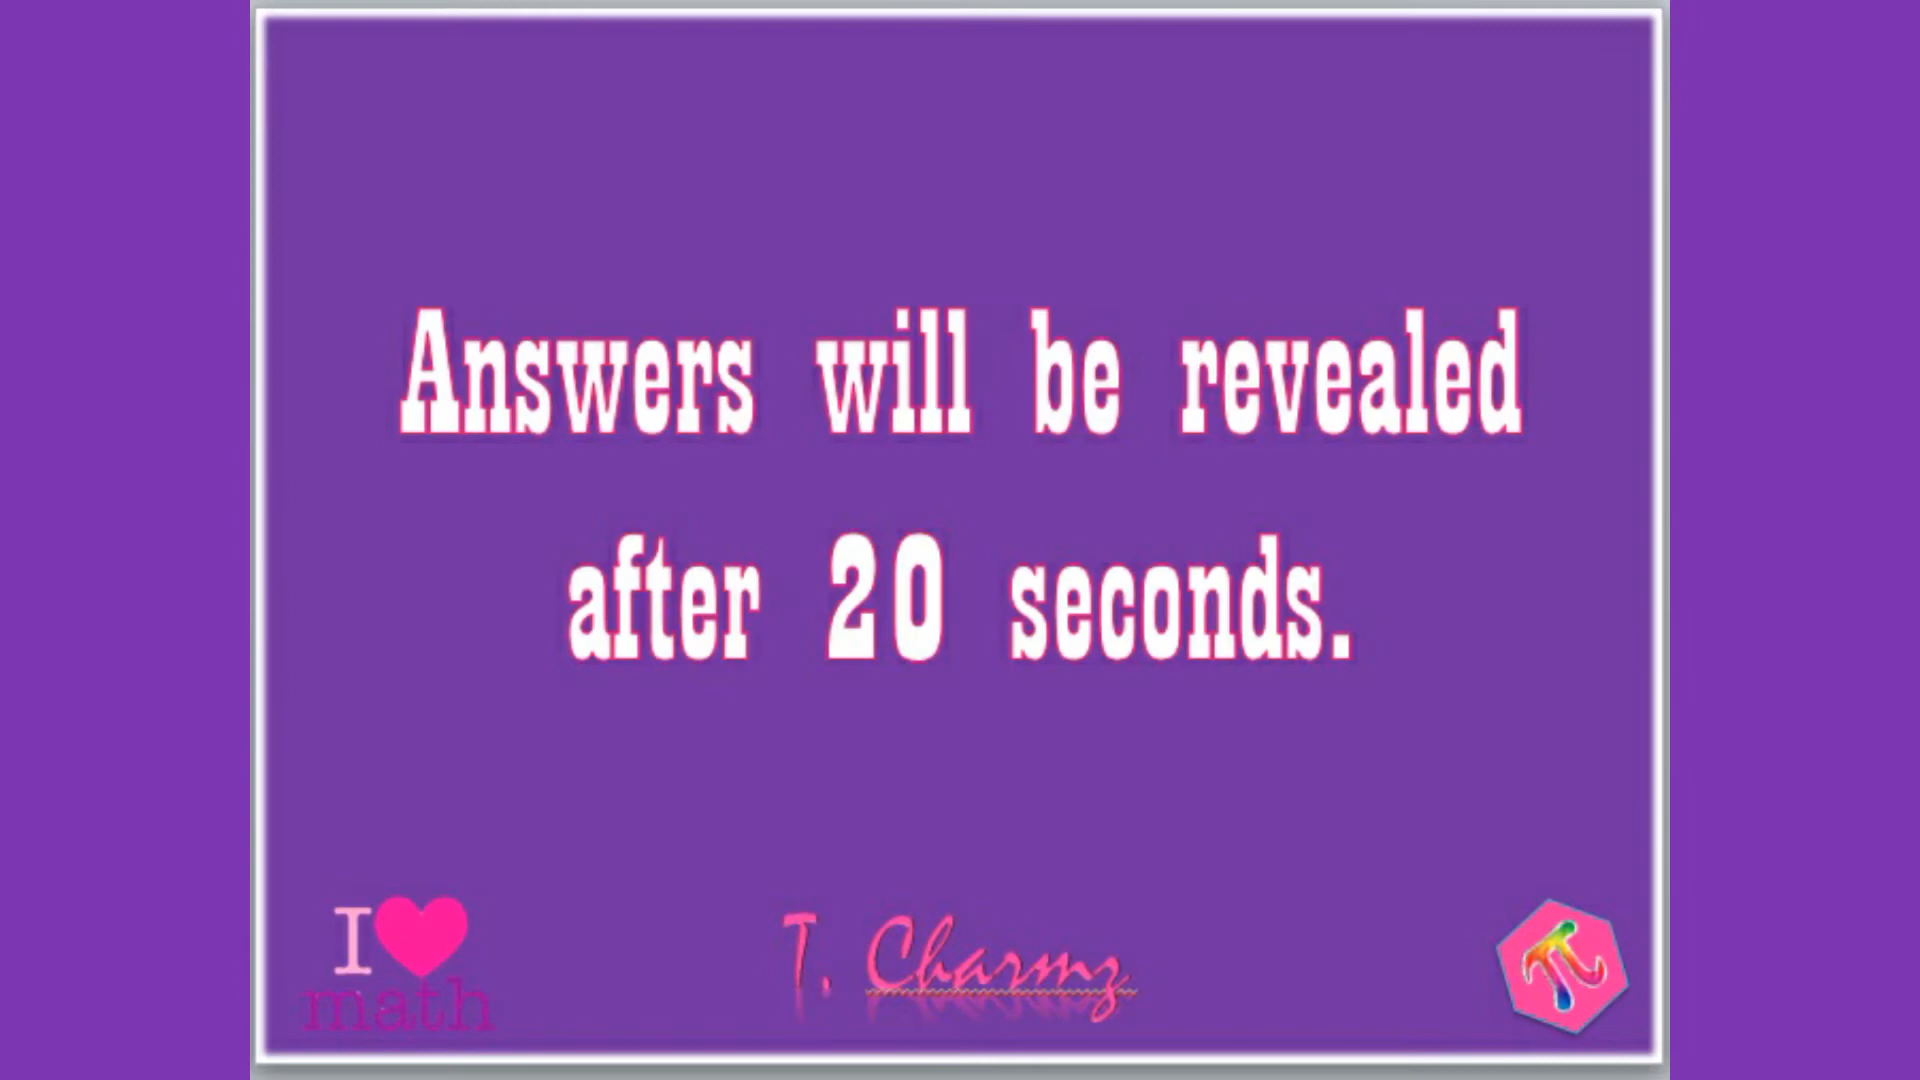 Answers will be revealed
after 20 seconds.
I
math
T. Charmz
π